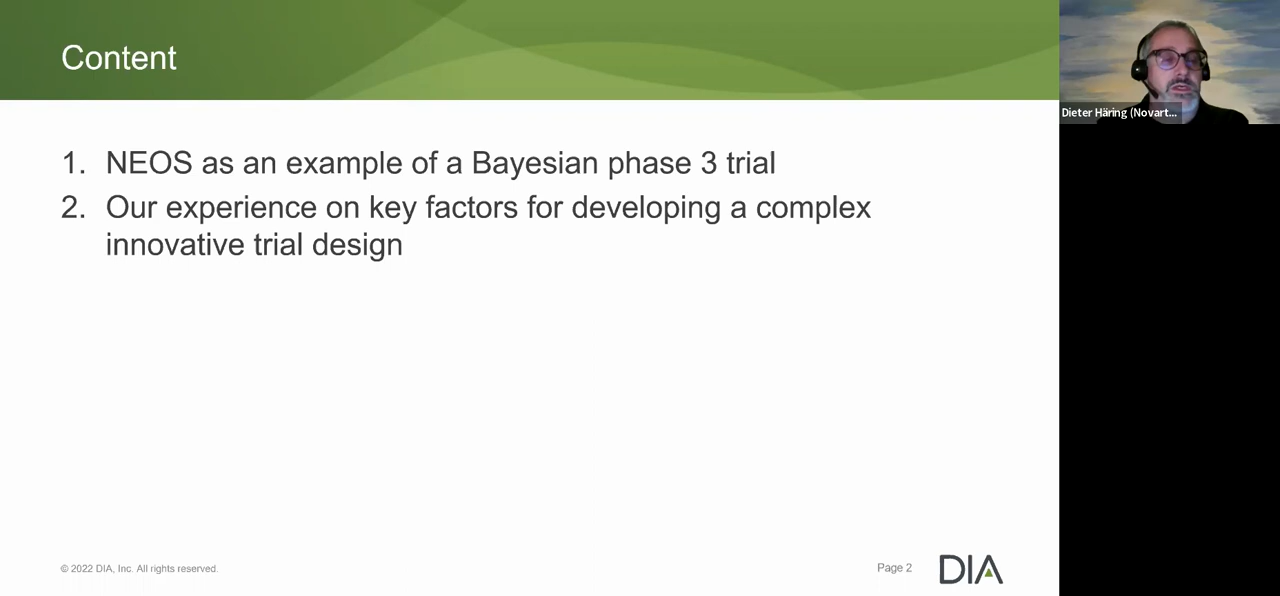 Content
Dieter Häring (Novart...
1. NEOS as an example of a Bayesian phase 3 trial
2. Our experience on key factors for developing a complex
innovative trial design
© 2022 DIA, Inc. All rights reserved.
Page 2
DIA